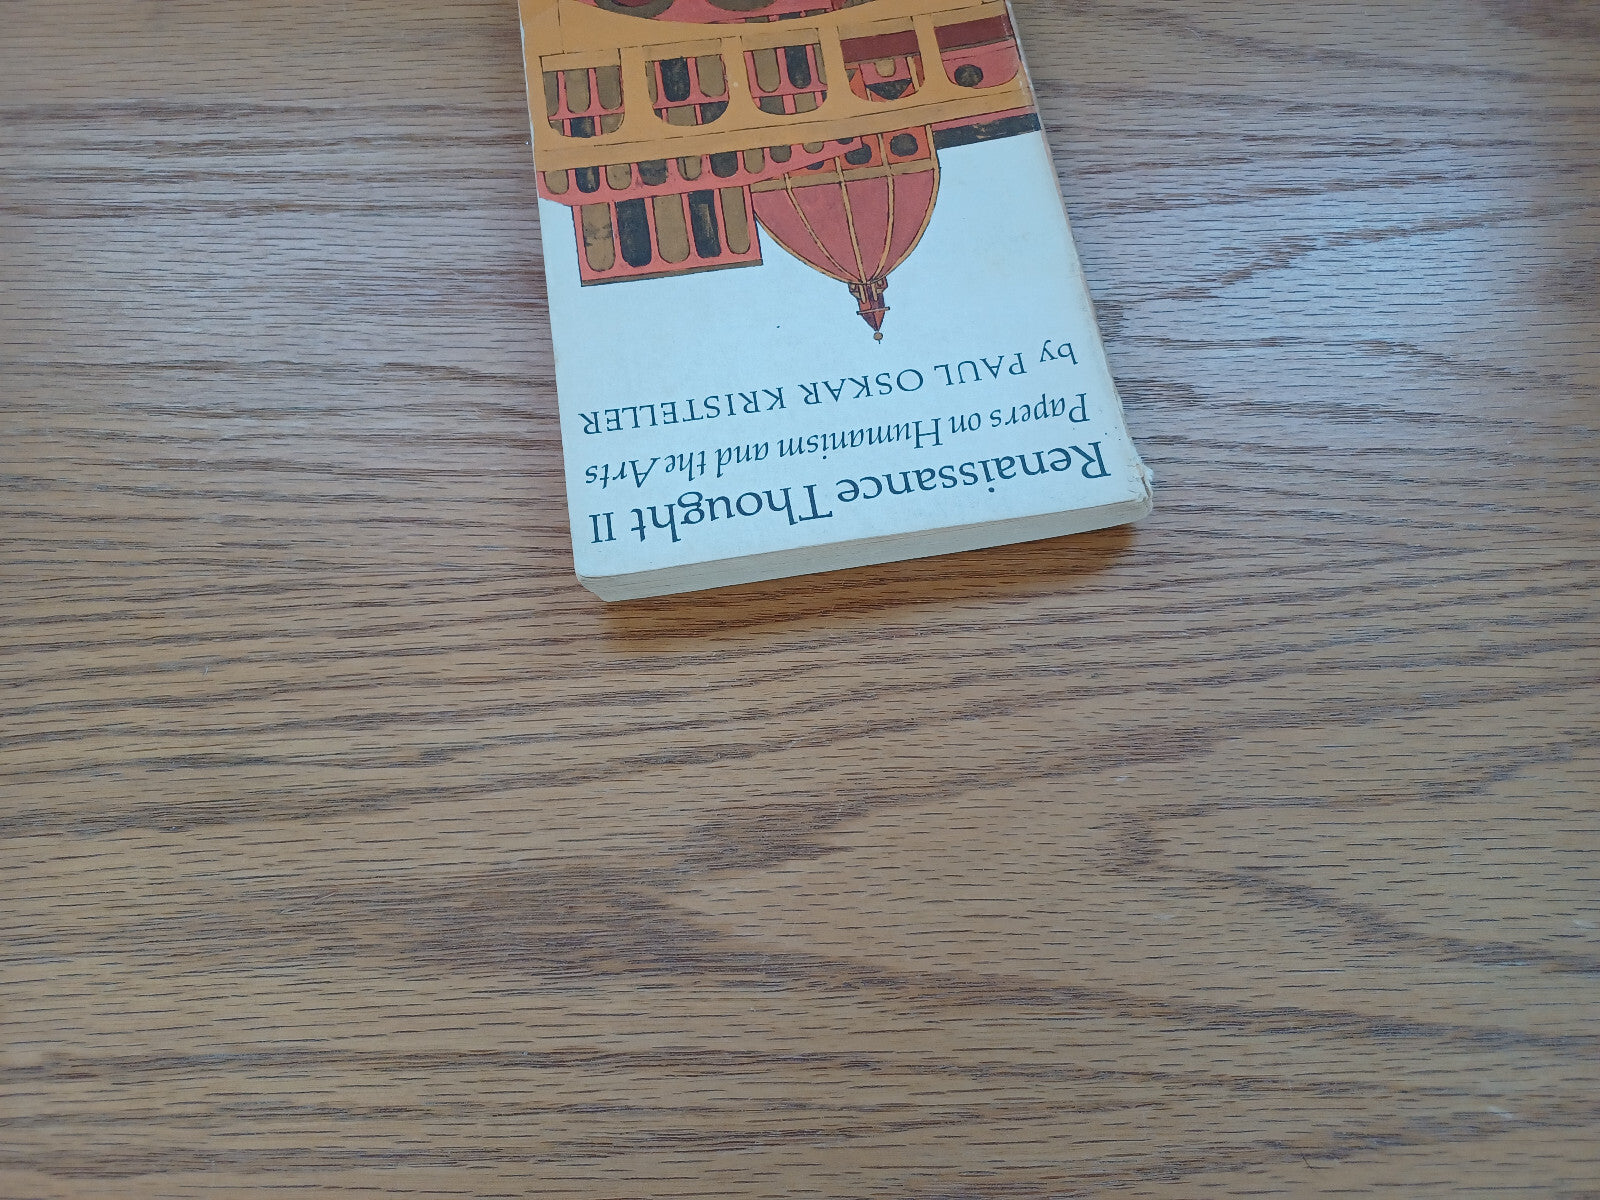 Renaissance Thought II
Papers on Humanism and the Arts
by PAUL OSKAR KRISTELLER